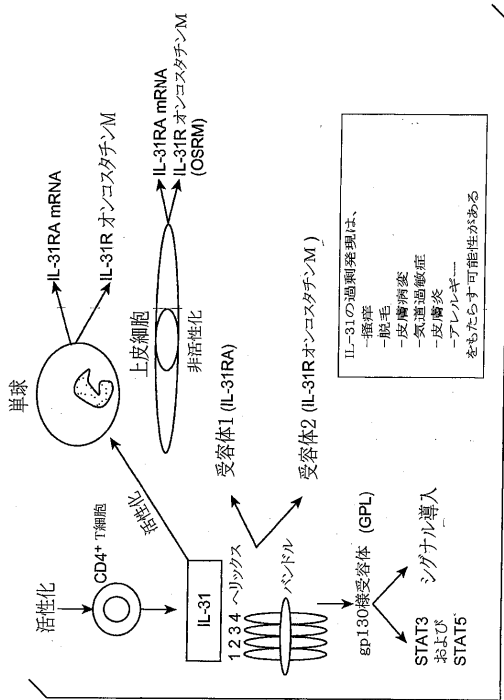 活性化
CD4+ T細胞
IL-31
1 2 3 4 ヘリックス
バンドル
gp130様受容体 (GPL)
STAT3
および
STAT5
シグナル導入
活性化
単球
IL-31RA mRNA
IL-31R オンコスタチンM
上皮細胞
非活性化
IL-31RA mRNA
IL-31R オンコスタチンM
(OSRM)
受容体1 (IL-31RA)
受容体2 (IL-31R オンコスタチンM )
IL-31の過剰発現は、
-掻痒
-脱毛
-皮膚病変
-気道過敏症
-皮膚炎
-アレルギー
をもたらす可能性がある